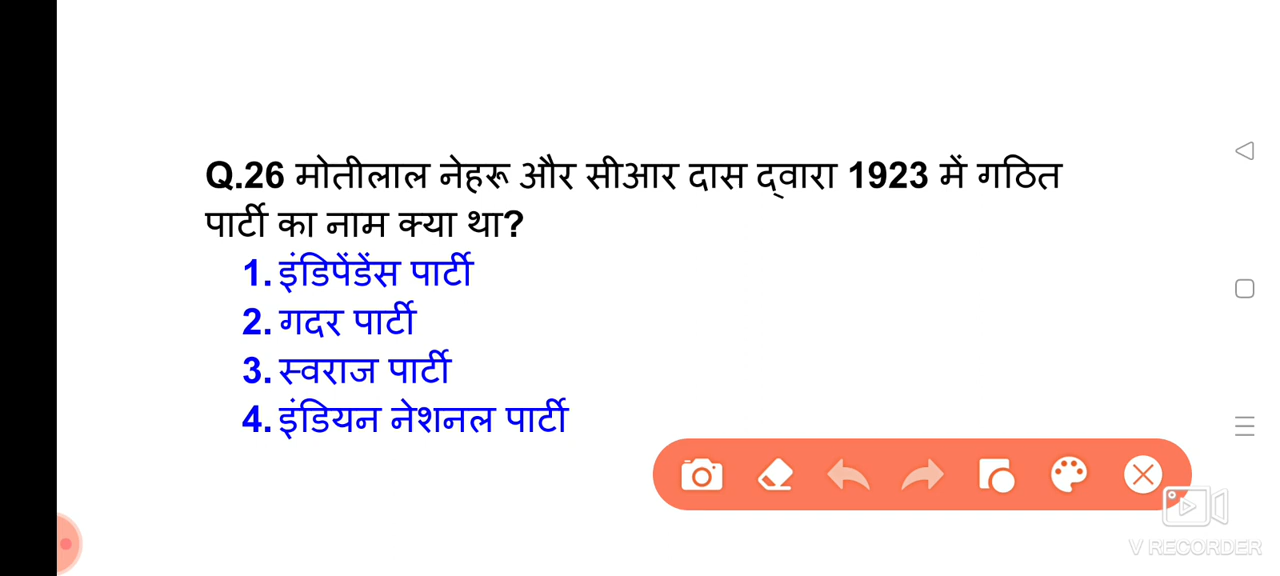 Q.26 मोतीलाल नेहरू और सीआर दास द्वारा 1923 में गठित
पार्टी का नाम क्या था?
1. इंडिपेंडेंस पार्टी
2. गदर पार्टी
3. स्वराज पार्टी
4. इंडियन नेशनल पार्टी
V RECORDER